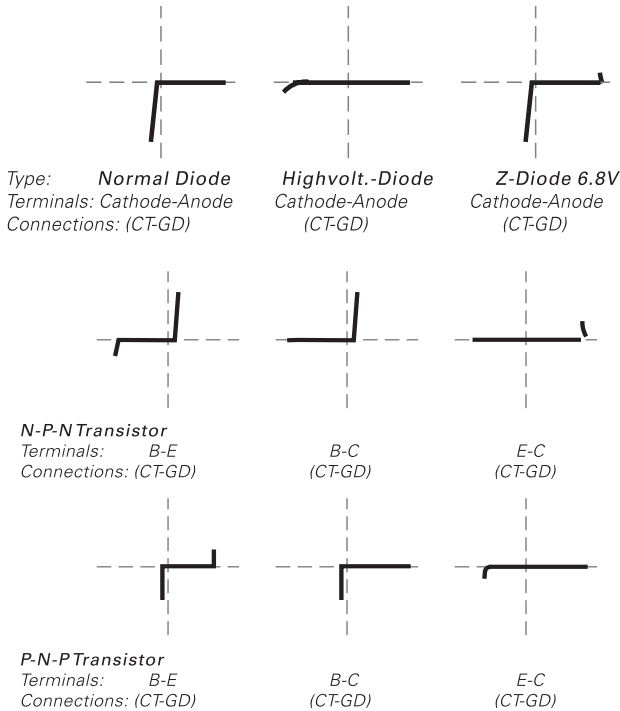 Type: Normal Diode Highvolt.-Diode Z-Diode 6.8V
Terminals: Cathode-Anode Cathode-Anode Cathode-Anode
Connections: (CT-GD) (CT-GD) (CT-GD)
N-P-N Transistor
Terminals: B-E B-C E-C
Connections: (CT-GD) (CT-GD) (CT-GD)
P-N-P Transistor
Terminals: B-E B-C E-C
Connections: (CT-GD) (CT-GD) (CT-GD)